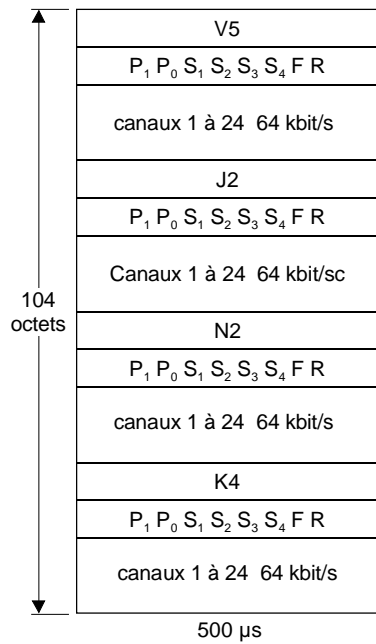 V5
P₁ P₀ S₁ S₂ S₃ S₄ F R
canaux 1 à 24 64 kbit/s
J2
P₁ P₀ S₁ S₂ S₃ S₄ F R
Canaux 1 à 24 64 kbit/sc
104
octets
N2
P₁ P₀ S₁ S₂ S₃ S₄ F R
canaux 1 à 24 64 kbit/s
K4
P₁ P₀ S₁ S₂ S₃ S₄ F R
canaux 1 à 24 64 kbit/s
500 µs